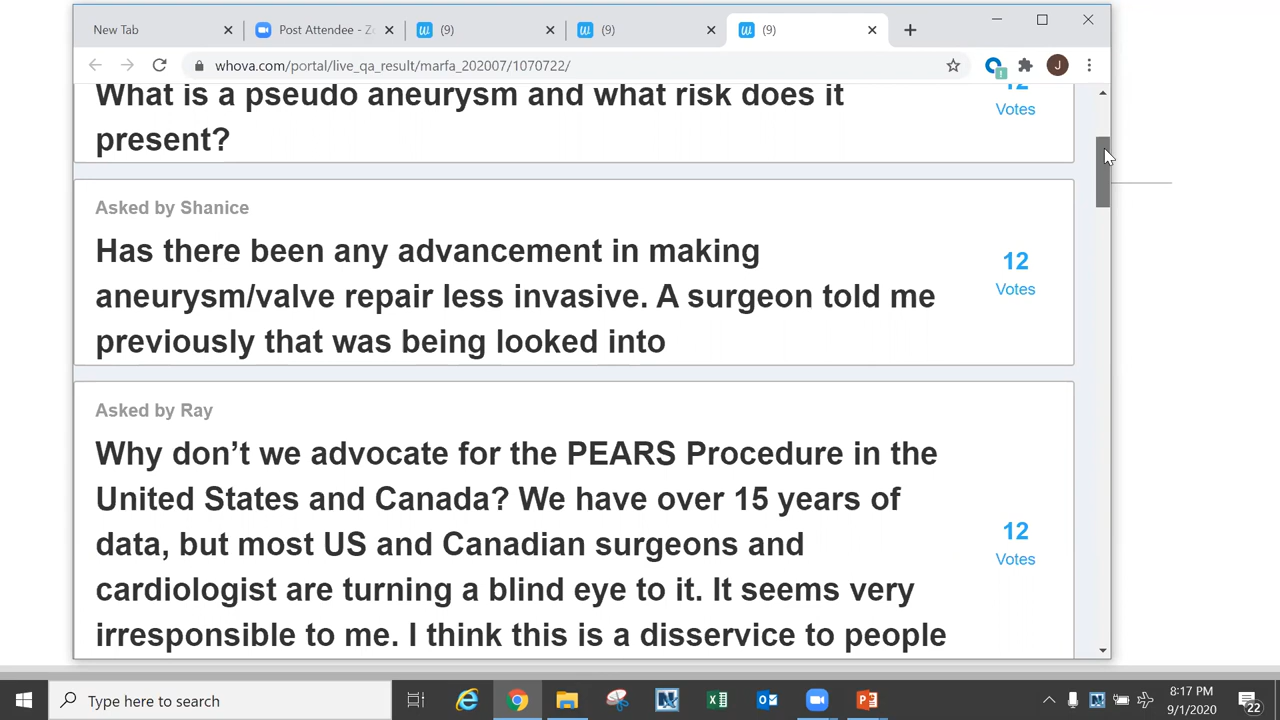 New Tab
Post Attendee - Z
(9)
(9)
(9)
whova.com/portal/live_qa_result/marfa_202007/1070722/
J
What is a pseudo aneurysm and what risk does it
present?
12
Votes
Asked by Shanice
Has there been any advancement in making
aneurysm/valve repair less invasive. A surgeon told me
previously that was being looked into
12
Votes
Asked by Ray
Why don’t we advocate for the PEARS Procedure in the
United States and Canada? We have over 15 years of
data, but most US and Canadian surgeons and
cardiologist are turning a blind eye to it. It seems very
irresponsible to me. I think this is a disservice to people
12
Votes
Type here to search
8:17 PM
9/1/2020
22